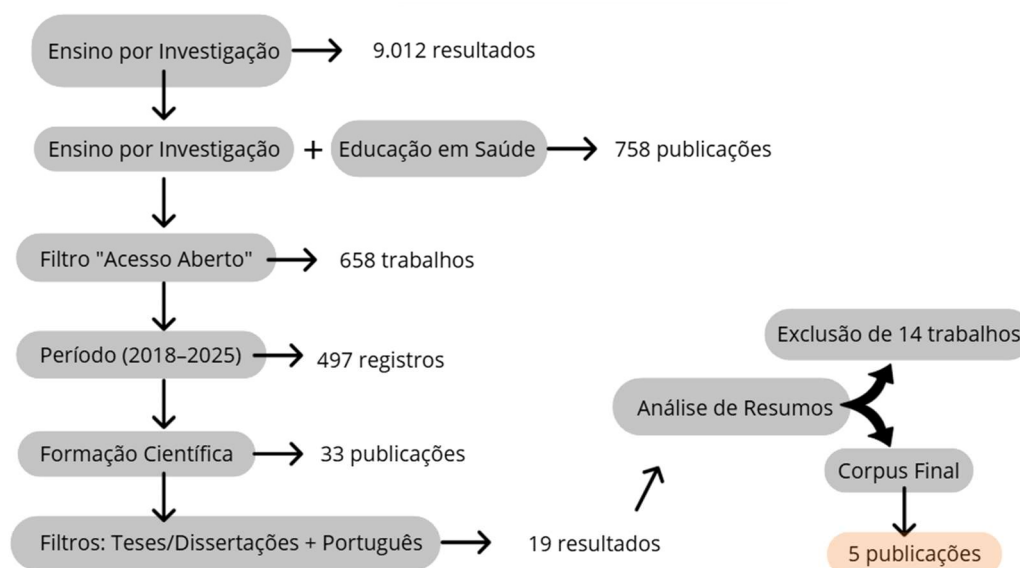 Ensino por Investigação
9.012 resultados
Ensino por Investigação + Educação em Saúde
758 publicações
Filtro "Acesso Aberto"
658 trabalhos
Período (2018–2025)
497 registros
Formação Científica
33 publicações
Filtros: Teses/Dissertações + Português
19 resultados
Análise de Resumos
Exclusão de 14 trabalhos
Corpus Final
5 publicações